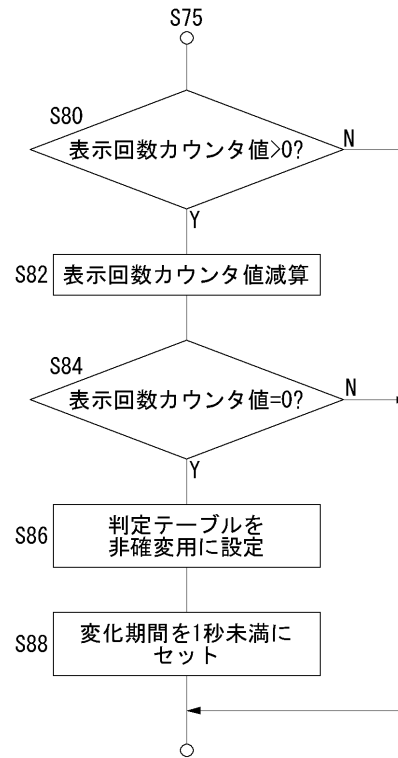 S75
S80
表示回数カウンタ値>0?
N
Y
S82
表示回数カウンタ値減算
S84
表示回数カウンタ値=0?
N
Y
S86
判定テーブルを
非確変用に設定
S88
変化期間を1秒未満に
セット